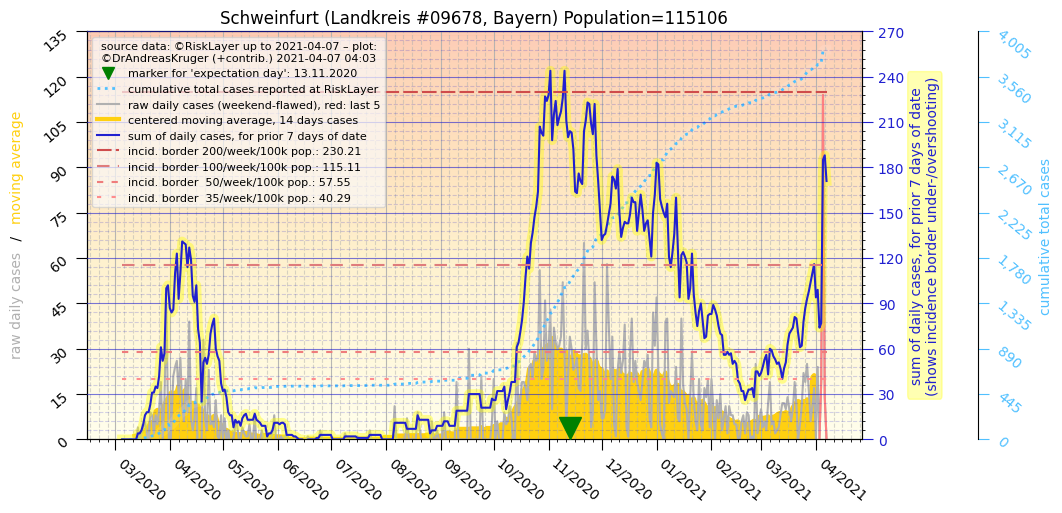 Schweinfurt (Landkreis #09678, Bayern) Population=115106
source data: ©RiskLayer up to 2021-04-07 – plot:
©DrAndreasKruger (+contrib.) 2021-04-07 04:03
marker for 'expectation day': 13.11.2020
cumulative total cases reported at RiskLayer
raw daily cases (weekend-flawed), red: last 5
centered moving average, 14 days cases
sum of daily cases, for prior 7 days of date
incid. border 200/week/100k pop.: 230.21
incid. border 100/week/100k pop.: 115.11
incid. border  50/week/100k pop.: 57.55
incid. border  35/week/100k pop.: 40.29
raw daily cases  /  moving average
135
120
105
90
75
60
45
30
15
0
03/2020
04/2020
05/2020
06/2020
07/2020
08/2020
09/2020
10/2020
11/2020
12/2020
01/2021
02/2021
03/2021
04/2021
270
240
210
180
150
120
90
60
30
0
sum of daily cases, for prior 7 days of date
(shows incidence border under-/overshooting)
4,005
3,560
3,115
2,670
2,225
1,780
1,335
890
445
0
cumulative total cases